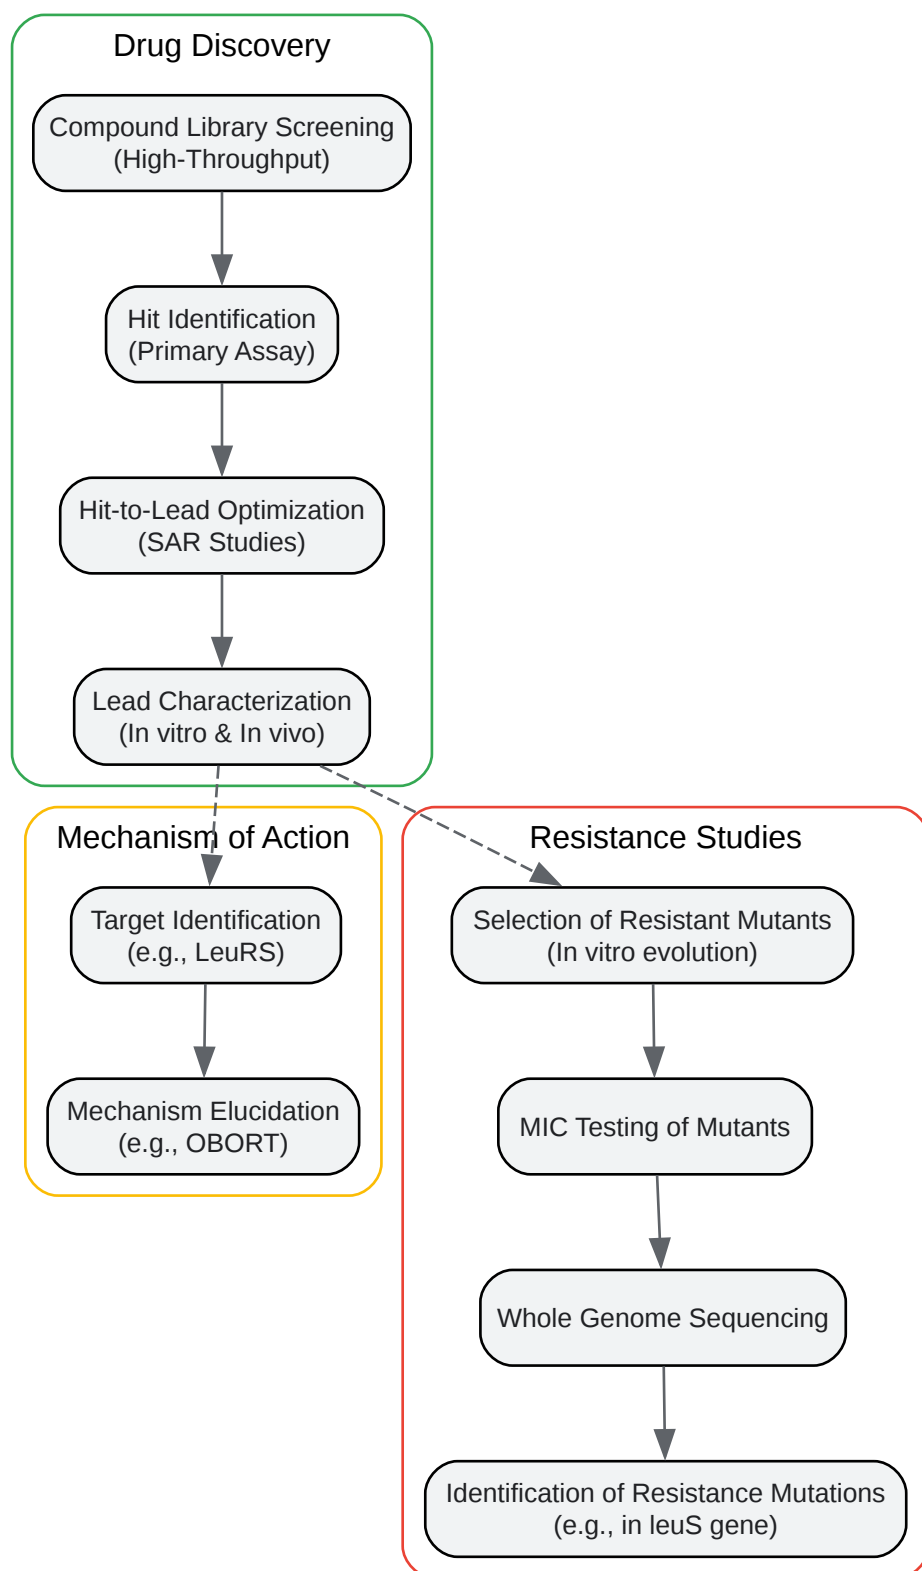 Drug Discovery
Compound Library Screening
(High-Throughput)
Hit Identification
(Primary Assay)
Hit-to-Lead Optimization
(SAR Studies)
Lead Characterization
(In vitro & In vivo)
Mechanism of Action
Target Identification
(e.g., LeuRS)
Mechanism Elucidation
(e.g., OBORT)
Resistance Studies
Selection of Resistant Mutants
(In vitro evolution)
MIC Testing of Mutants
Whole Genome Sequencing
Identification of Resistance Mutations
(e.g., in leuS gene)